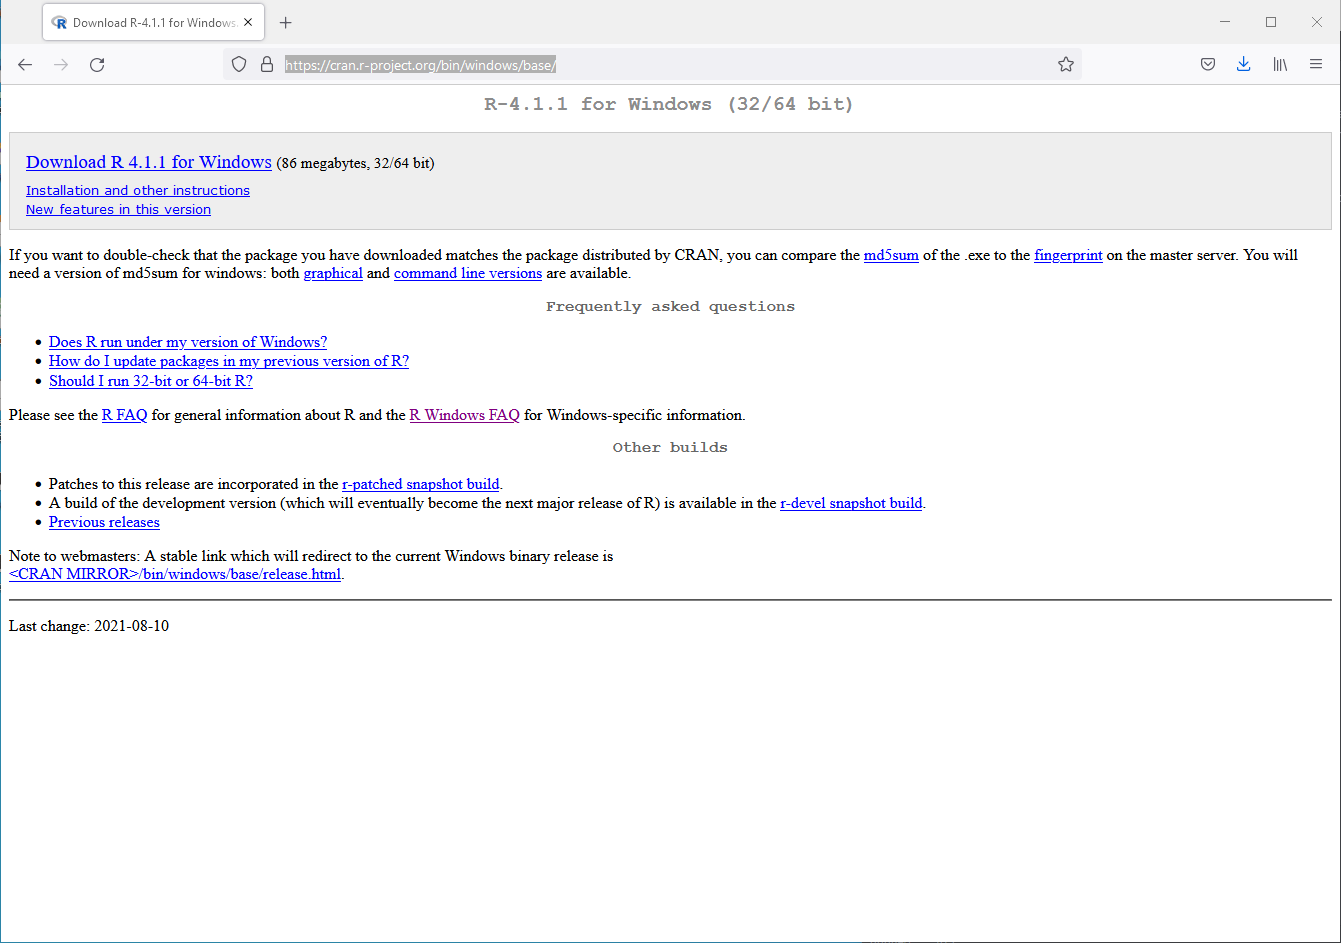 Download R-4.1.1 for Windows.
https://cran.r-project.org/bin/windows/base/
R-4.1.1 for Windows (32/64 bit)
Download R 4.1.1 for Windows (86 megabytes, 32/64 bit)
Installation and other instructions
New features in this version
If you want to double-check that the package you have downloaded matches the package distributed by CRAN, you can compare the md5sum of the .exe to the fingerprint on the master server. You will
need a version of md5sum for windows: both graphical and command line versions are available.
Frequently asked questions
• Does R run under my version of Windows?
• How do I update packages in my previous version of R?
• Should I run 32-bit or 64-bit R?
Please see the R FAQ for general information about R and the R Windows FAQ for Windows-specific information.
Other builds
• Patches to this release are incorporated in the r-patched snapshot build.
• A build of the development version (which will eventually become the next major release of R) is available in the r-devel snapshot build.
• Previous releases
Note to webmasters: A stable link which will redirect to the current Windows binary release is
<CRAN MIRROR>/bin/windows/base/release.html.
Last change: 2021-08-10